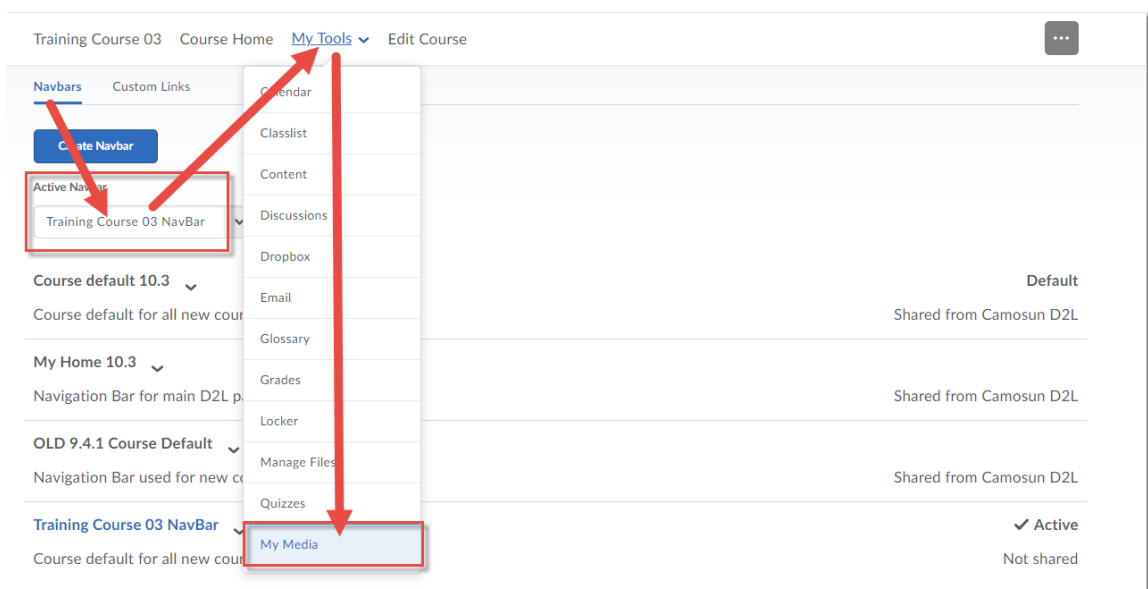 Training Course 03 Course Home My Tools Edit Course
Navbars Custom Links
Calendar
Create Navbar
Classlist
Content
Active Navbar
Training Course 03 NavBar
Discussions
Dropbox
Course default 10.3 Default
Email
Course default for all new cour Shared from Camosun D2L
Glossary
My Home 10.3
Grades
Navigation Bar for main D2L pa Shared from Camosun D2L
Locker
OLD 9.4.1 Course Default
Manage Files
Navigation Bar used for new co Shared from Camosun D2L
Quizzes
Training Course 03 NavBar Active
My Media
Course default for all new cour Not shared